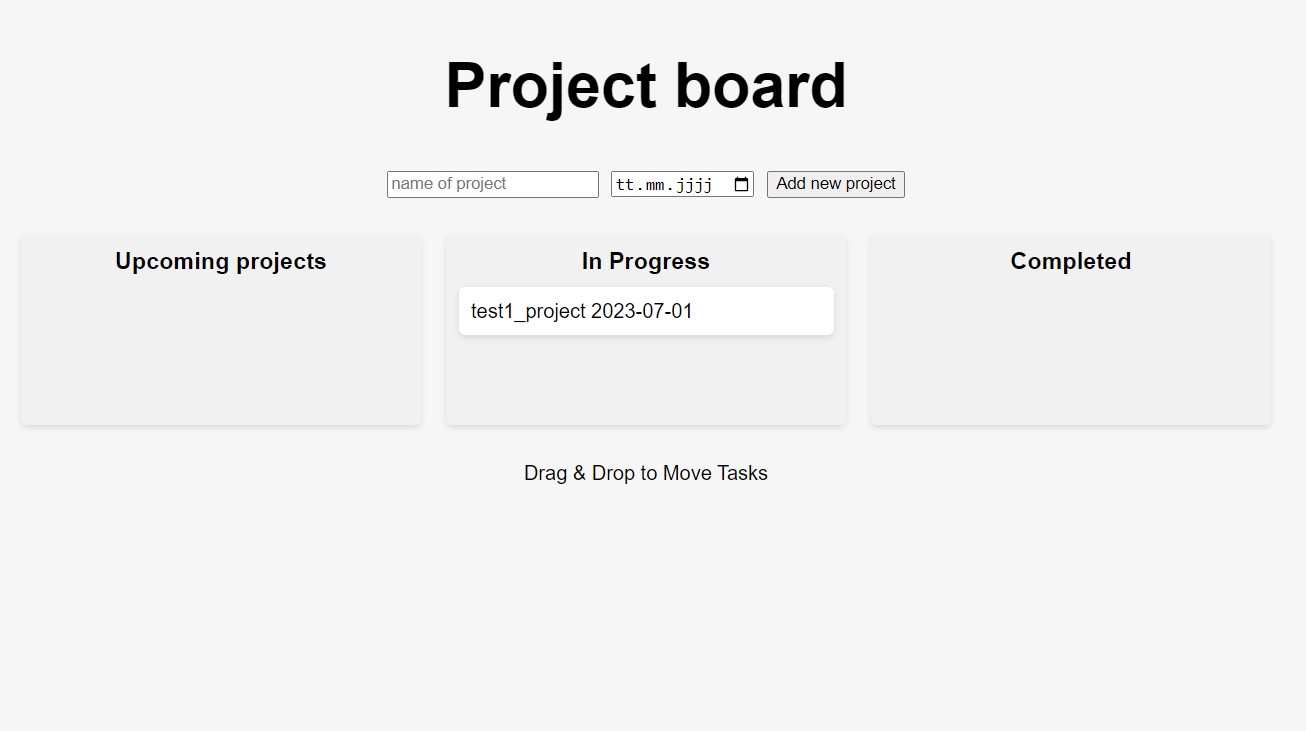 Project board
name of project tt.mm.jjjj Add new project
Upcoming projects In Progress Completed
test1_project 2023-07-01
Drag & Drop to Move Tasks